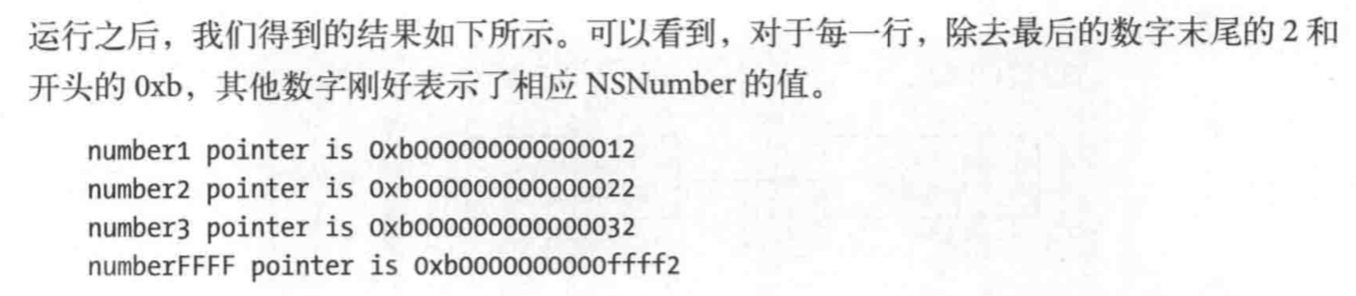 运行之后，我们得到的结果如下所示。可以看到，对于每一行，除去最后的数字末尾的 2 和
开头的 0xb，其他数字刚好表示了相应 NSNumber 的值。
number1 pointer is 0xb000000000000012
number2 pointer is 0xb000000000000022
number3 pointer is 0xb000000000000032
numberFFFF pointer is 0xb0000000000ffff2